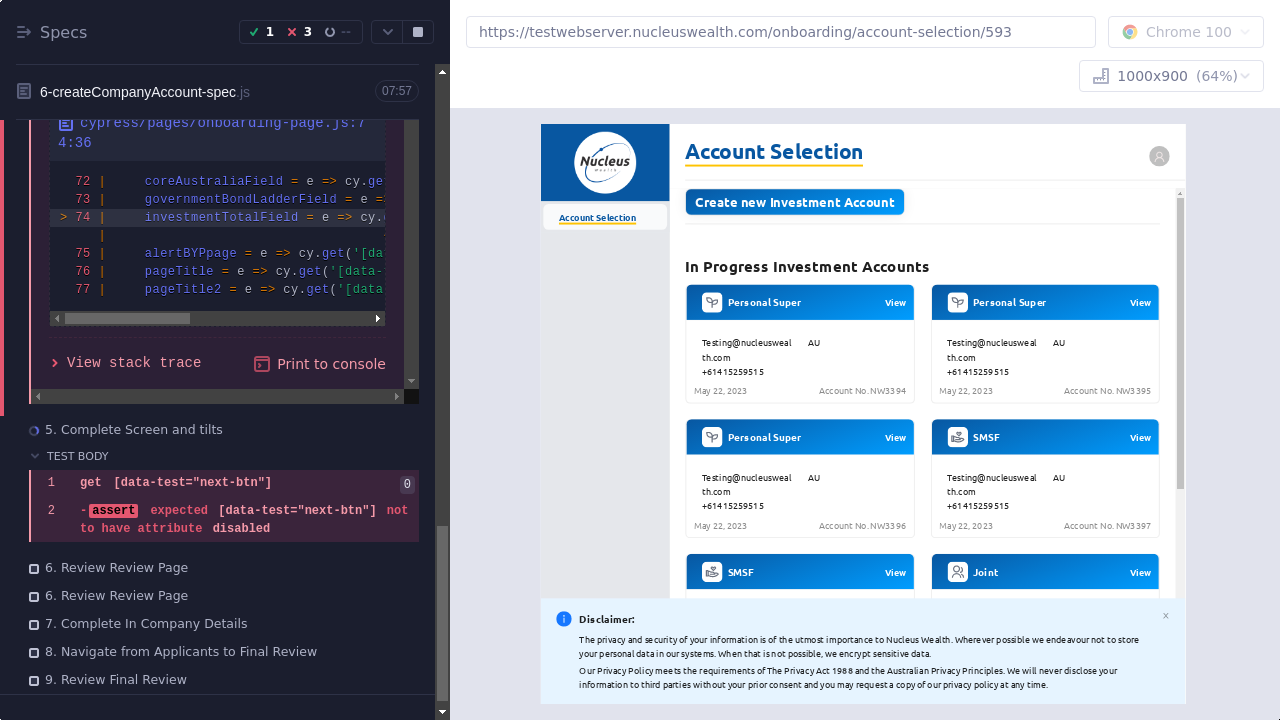 Specs
1
3
--
6-createCompanyAccount-spec.js
07:57
cypress/pages/onboarding-page.js:7
4:36
72 | coreAustraliaField = e => cy.ge
73 | governmentBondLadderField = e =
> 74 | investmentTotalField = e => cy.
|
75 | alertBYPpage = e => cy.get('[da
76 | pageTitle = e => cy.get('[data-
77 | pageTitle2 = e => cy.get('[data
View stack trace
Print to console
5. Complete Screen and tilts
TEST BODY
1 get [data-test="next-btn"] 0
2 -assert expected [data-test="next-btn"] not
to have attribute disabled
6. Review Review Page
6. Review Review Page
7. Complete In Company Details
8. Navigate from Applicants to Final Review
9. Review Final Review
https://testwebserver.nucleuswealth.com/onboarding/account-selection/593
Chrome 100
1000x900 (64%)
Nucleus
Wealth
Account Selection
Account Selection
Create new Investment Account
In Progress Investment Accounts
Personal Super View
Testing@nucleusweal AU
th.com
+61415259515
May 22, 2023 Account No. NW3394
Personal Super View
Testing@nucleusweal AU
th.com
+61415259515
May 22, 2023 Account No. NW3395
Personal Super View
Testing@nucleusweal AU
th.com
+61415259515
May 22, 2023 Account No. NW3396
SMSF View
Testing@nucleusweal AU
th.com
+61415259515
May 22, 2023 Account No. NW3397
SMSF View
Joint View
Disclaimer:
x
The privacy and security of your information is of the utmost importance to Nucleus Wealth. Wherever possible we endeavour not to store
your personal data in our systems. When that is not possible, we encrypt sensitive data.
Our Privacy Policy meets the requirements of The Privacy Act 1988 and the Australian Privacy Principles. We will never disclose your
information to third parties without your prior consent and you may request a copy of our privacy policy at any time.